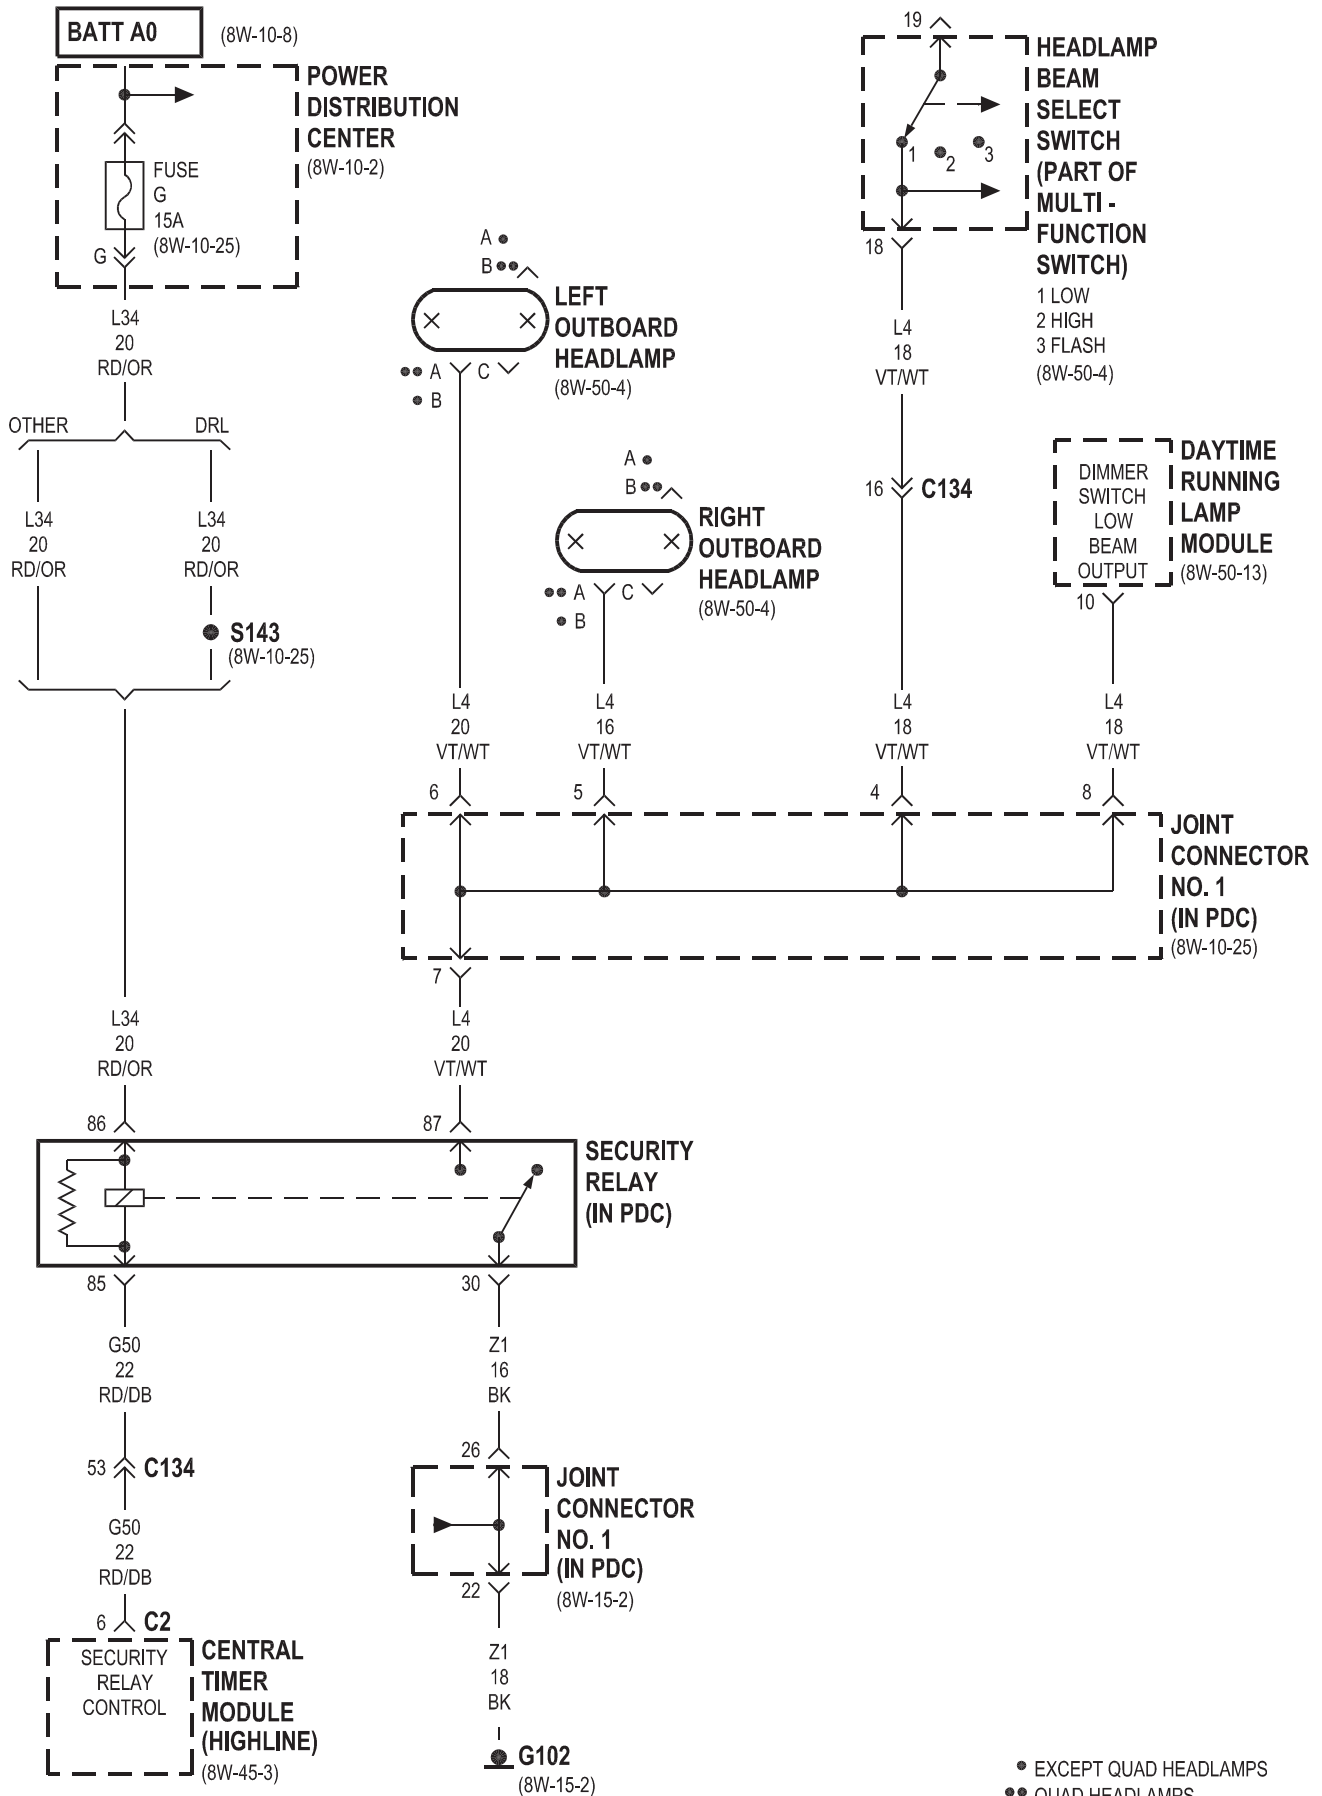 BATT A0
(8W-10-8)
POWER
DISTRIBUTION
CENTER
(8W-10-2)
FUSE
G
15A
(8W-10-25)
G
L34
20
RD/OR
OTHER
DRL
L34
20
RD/OR
L34
20
RD/OR
S143
(8W-10-25)
A
B
LEFT
OUTBOARD
HEADLAMP
(8W-50-4)
A
C
B
A
B
RIGHT
OUTBOARD
HEADLAMP
(8W-50-4)
A
C
B
19
HEADLAMP
BEAM
SELECT
SWITCH
(PART OF
MULTI -
FUNCTION
SWITCH)
1 LOW
2 HIGH
3 FLASH
(8W-50-4)
1
2
3
18
L4
18
VT/WT
16
C134
DIMMER
SWITCH
LOW
BEAM
OUTPUT
DAYTIME
RUNNING
LAMP
MODULE
(8W-50-13)
10
L4
20
VT/WT
L4
16
VT/WT
L4
18
VT/WT
L4
18
VT/WT
6
5
4
8
JOINT
CONNECTOR
NO. 1
(IN PDC)
(8W-10-25)
7
L34
20
RD/OR
L4
20
VT/WT
86
87
SECURITY
RELAY
(IN PDC)
85
30
G50
22
RD/DB
Z1
16
BK
53
C134
26
JOINT
CONNECTOR
NO. 1
(IN PDC)
(8W-15-2)
G50
22
RD/DB
22
6
C2
SECURITY
RELAY
CONTROL
CENTRAL
TIMER
MODULE
(HIGHLINE)
(8W-45-3)
Z1
18
BK
G102
(8W-15-2)
EXCEPT QUAD HEADLAMPS
QUAD HEADLAMPS